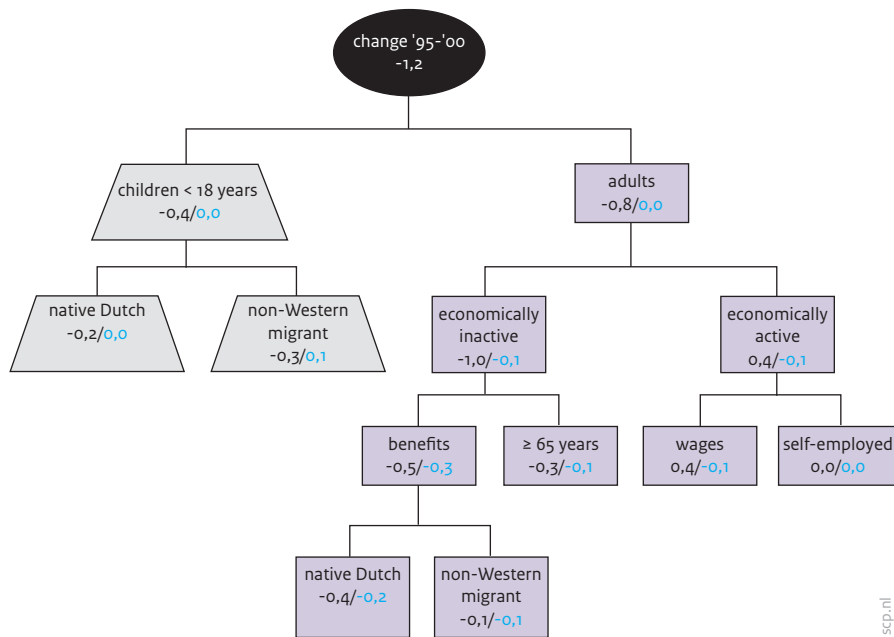 change '95-'00
-1,2
children < 18 years
-0,4/0,0
adults
-0,8/0,0
native Dutch
-0,2/0,0
non-Western
migrant
-0,3/0,1
economically
inactive
-1,0/-0,1
economically
active
0,4/-0,1
benefits
-0,5/-0,3
≥ 65 years
-0,3/-0,1
wages
0,4/-0,1
self-employed
0,0/0,0
native Dutch
-0,4/-0,2
non-Western
migrant
-0,1/-0,1
scp.nl